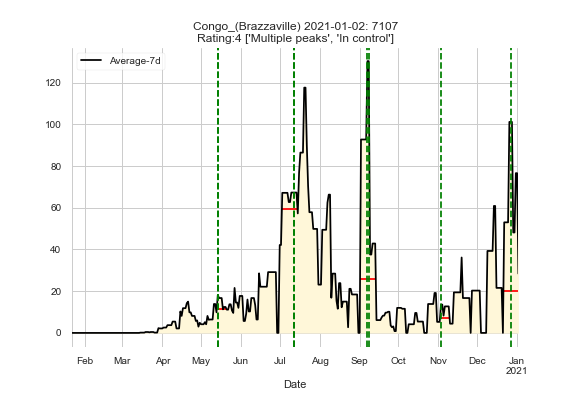 Congo_(Brazzaville) 2021-01-02: 7107
Rating:4 ['Multiple peaks', 'In control']
Average-7d
120
100
80
60
40
20
0
Feb Mar Apr May Jun Jul Aug Sep Oct Nov Dec Jan
2021
Date